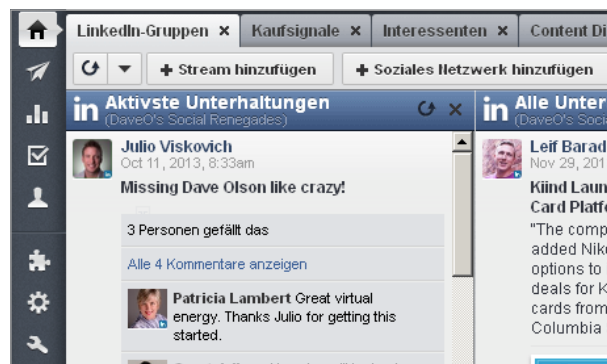 LinkedIn-Gruppen × Kaufsignale × Interessenten × Content Di
+ Stream hinzufügen + Soziales Netzwerk hinzufügen
in Aktivste Unterhaltungen
(DaveO's Social Renegades)
Julio Viskovich
Oct 11, 2013, 8:33am
Missing Dave Olson like crazy!
3 Personen gefällt das
Alle 4 Kommentare anzeigen
Patricia Lambert Great virtual
energy. Thanks Julio for getting this
started.
in Alle Unter
(DaveO's Socia
Leif Barad
Nov 29, 201
Kiind Laun
Card Platf
"The comp
added Nik
options to
deals for K
cards from
Columbia